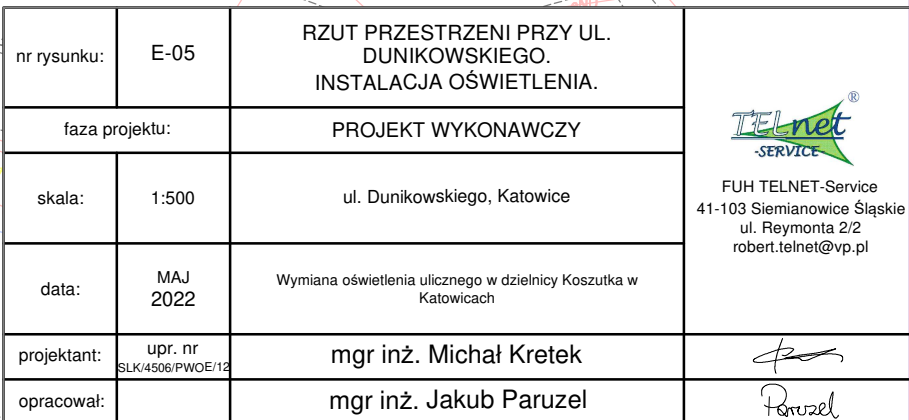 nr rysunku:
E-05
RZUT PRZESTRZENI PRZY UL.
DUNIKOWSKIEGO.
INSTALACJA OŚWIETLENIA.
faza projektu:
PROJEKT WYKONAWCZY
TELnet®
-SERVICE-
FUH TELNET-Service
41-103 Siemianowice Śląskie
ul. Reymonta 2/2
robert.telnet@vp.pl
skala:
1:500
ul. Dunikowskiego, Katowice
data:
MAJ
2022
Wymiana oświetlenia ulicznego w dzielnicy Koszutka w
Katowicach
projektant:
upr. nr
SLK/4506/PWOE/12
mgr inż. Michał Kretek
opracował:
mgr inż. Jakub Paruzel
Paruzel